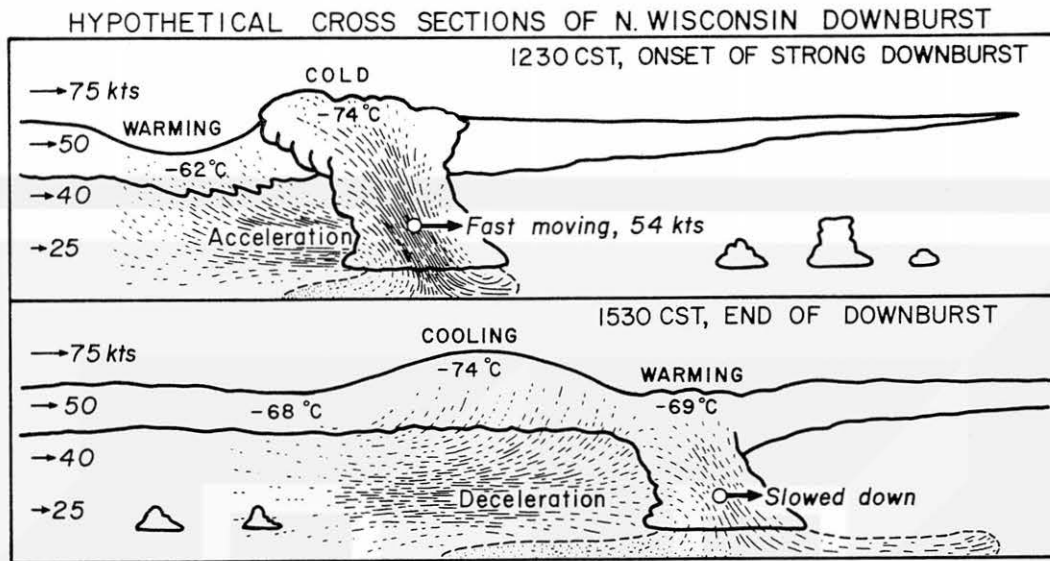 HYPOTHETICAL CROSS SECTIONS OF N. WISCONSIN DOWNBURST
1230 CST, ONSET OF STRONG DOWNBURST
COLD
→75 kts
-74°C
WARMING
→50
-62°C
→40
Fast moving, 54 kts
Acceleration
→25
1530 CST, END OF DOWNBURST
COOLING
→75 kts
-74°C
WARMING
→50
-68°C
-69°C
→40
Deceleration
Slowed down
→25